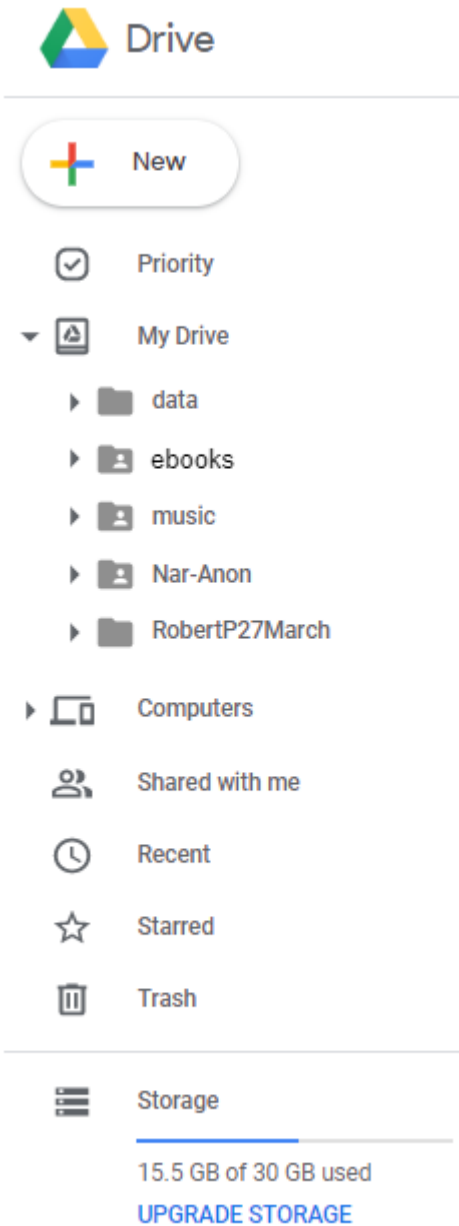 Drive
New
Priority
My Drive
data
ebooks
music
Nar-Anon
RobertP27March
Computers
Shared with me
Recent
Starred
Trash
Storage
15.5 GB of 30 GB used
UPGRADE STORAGE